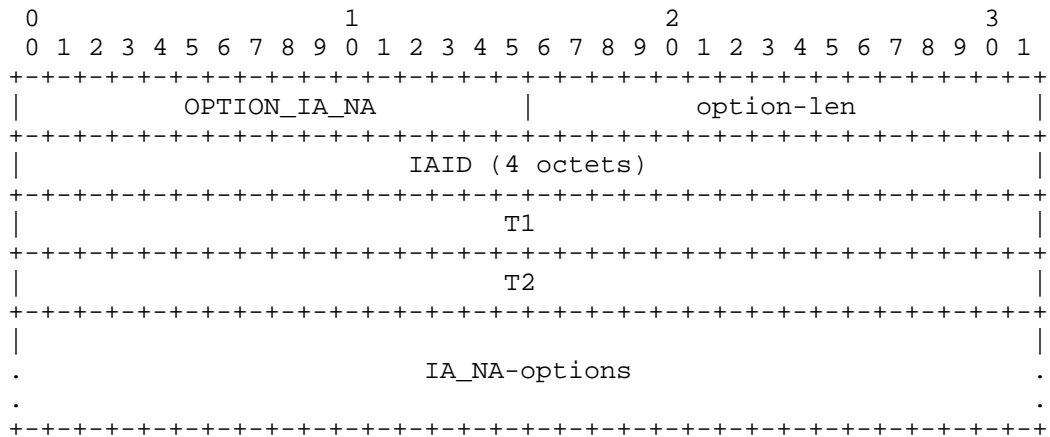 0                   1                   2                   3
 0 1 2 3 4 5 6 7 8 9 0 1 2 3 4 5 6 7 8 9 0 1 2 3 4 5 6 7 8 9 0 1
+-+-+-+-+-+-+-+-+-+-+-+-+-+-+-+-+-+-+-+-+-+-+-+-+-+-+-+-+-+-+-+-+
|          OPTION_IA_NA         |          option-len           |
+-+-+-+-+-+-+-+-+-+-+-+-+-+-+-+-+-+-+-+-+-+-+-+-+-+-+-+-+-+-+-+-+
|                        IAID (4 octets)                        |
+-+-+-+-+-+-+-+-+-+-+-+-+-+-+-+-+-+-+-+-+-+-+-+-+-+-+-+-+-+-+-+-+
|                              T1                               |
+-+-+-+-+-+-+-+-+-+-+-+-+-+-+-+-+-+-+-+-+-+-+-+-+-+-+-+-+-+-+-+-+
|                              T2                               |
+-+-+-+-+-+-+-+-+-+-+-+-+-+-+-+-+-+-+-+-+-+-+-+-+-+-+-+-+-+-+-+-+
|                                                               |
.                         IA_NA-options                         .
.                                                               .
+-+-+-+-+-+-+-+-+-+-+-+-+-+-+-+-+-+-+-+-+-+-+-+-+-+-+-+-+-+-+-+-+